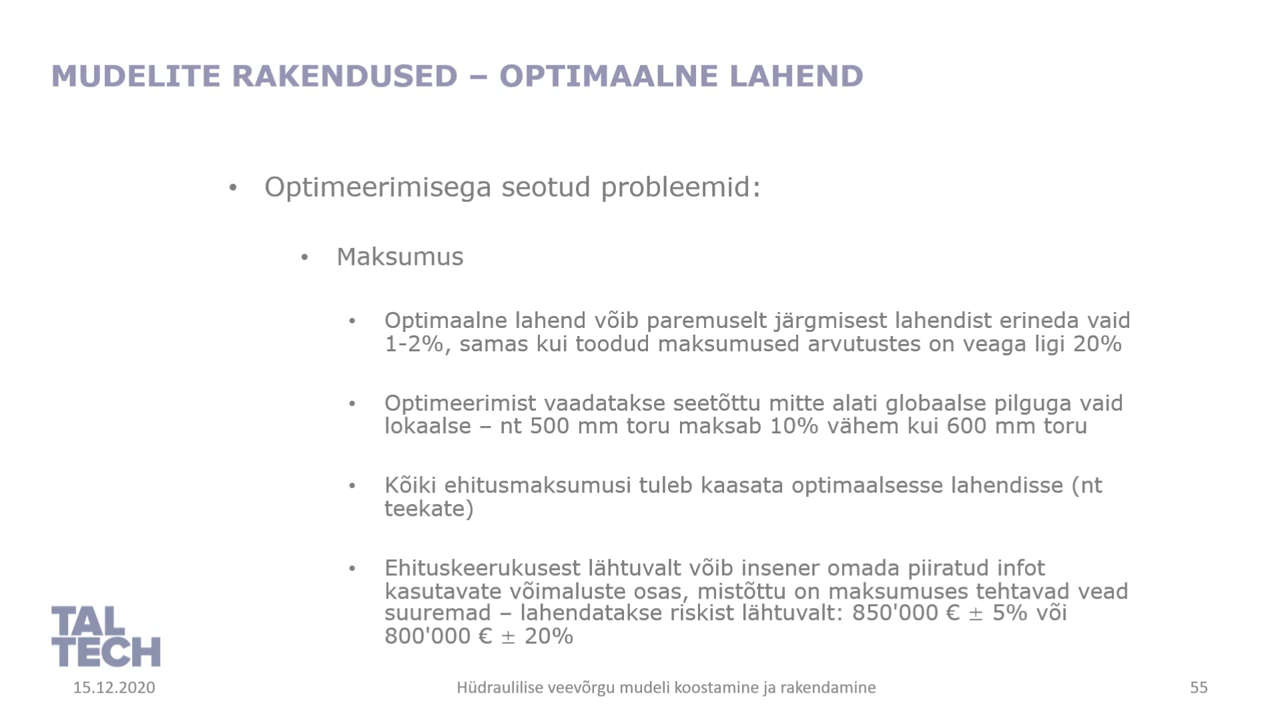 MUDELITE RAKENDUSED – OPTIMAALNE LAHEND
• Optimeerimisega seotud probleemid:
• Maksumus
• Optimaalne lahend võib paremuselt järgmisest lahendist erineda vaid
1-2%, samas kui toodud maksumused arvutustes on veaga ligi 20%
• Optimeerimist vaadatakse seetõttu mitte alati globaalse pilguga vaid
lokaalse – nt 500 mm toru maksab 10% vähem kui 600 mm toru
• Kõiki ehitusmaksumusi tuleb kaasata optimaalsesse lahendisse (nt
teekate)
• Ehituskeerukusest lähtuvalt võib insener omada piiratud infot
kasutavate võimaluste osas, mistõttu on maksumuses tehtavad vead
suuremad – lahendatakse riskist lähtuvalt: 850'000 € ± 5% või
800'000 € ± 20%
TAL
TECH
15.12.2020
Hüdraulilise veevõrgu mudeli koostamine ja rakendamine
55